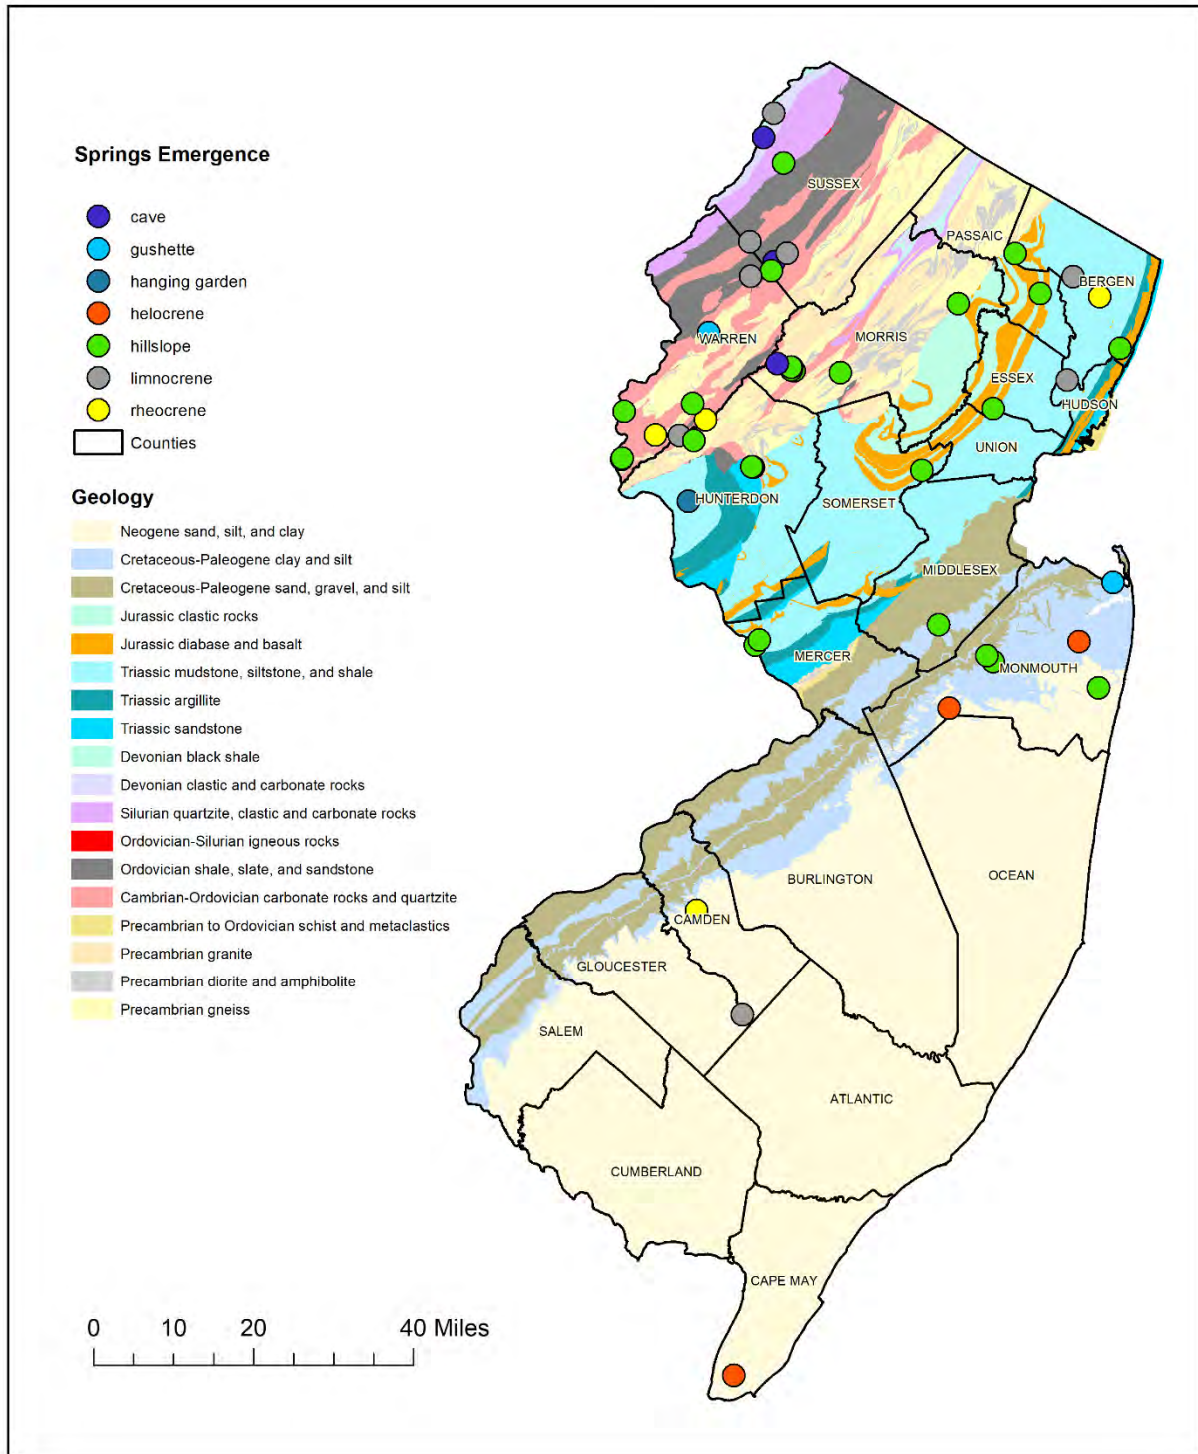 Springs Emergence
cave
gushette
hanging garden
helocrene
hillslope
limnocrene
rheocrene
Counties
Geology
Neogene sand, silt, and clay
Cretaceous-Paleogene clay and silt
Cretaceous-Paleogene sand, gravel, and silt
Jurassic clastic rocks
Jurassic diabase and basalt
Triassic mudstone, siltstone, and shale
Triassic argillite
Triassic sandstone
Devonian black shale
Devonian clastic and carbonate rocks
Silurian quartzite, clastic and carbonate rocks
Ordovician-Silurian igneous rocks
Ordovician shale, slate, and sandstone
Cambrian-Ordovician carbonate rocks and quartzite
Precambrian to Ordovician schist and metaclastics
Precambrian granite
Precambrian diorite and amphibolite
Precambrian gneiss
0 10 20 40 Miles
SUSSEX
PASSAIC
BERGEN
WARREN
MORRIS
ESSEX
HUDSON
UNION
HUNTERDON
SOMERSET
MIDDLESEX
MERCER
MONMOUTH
BURLINGTON
OCEAN
CAMDEN
GLOUCESTER
SALEM
ATLANTIC
CUMBERLAND
CAPE MAY